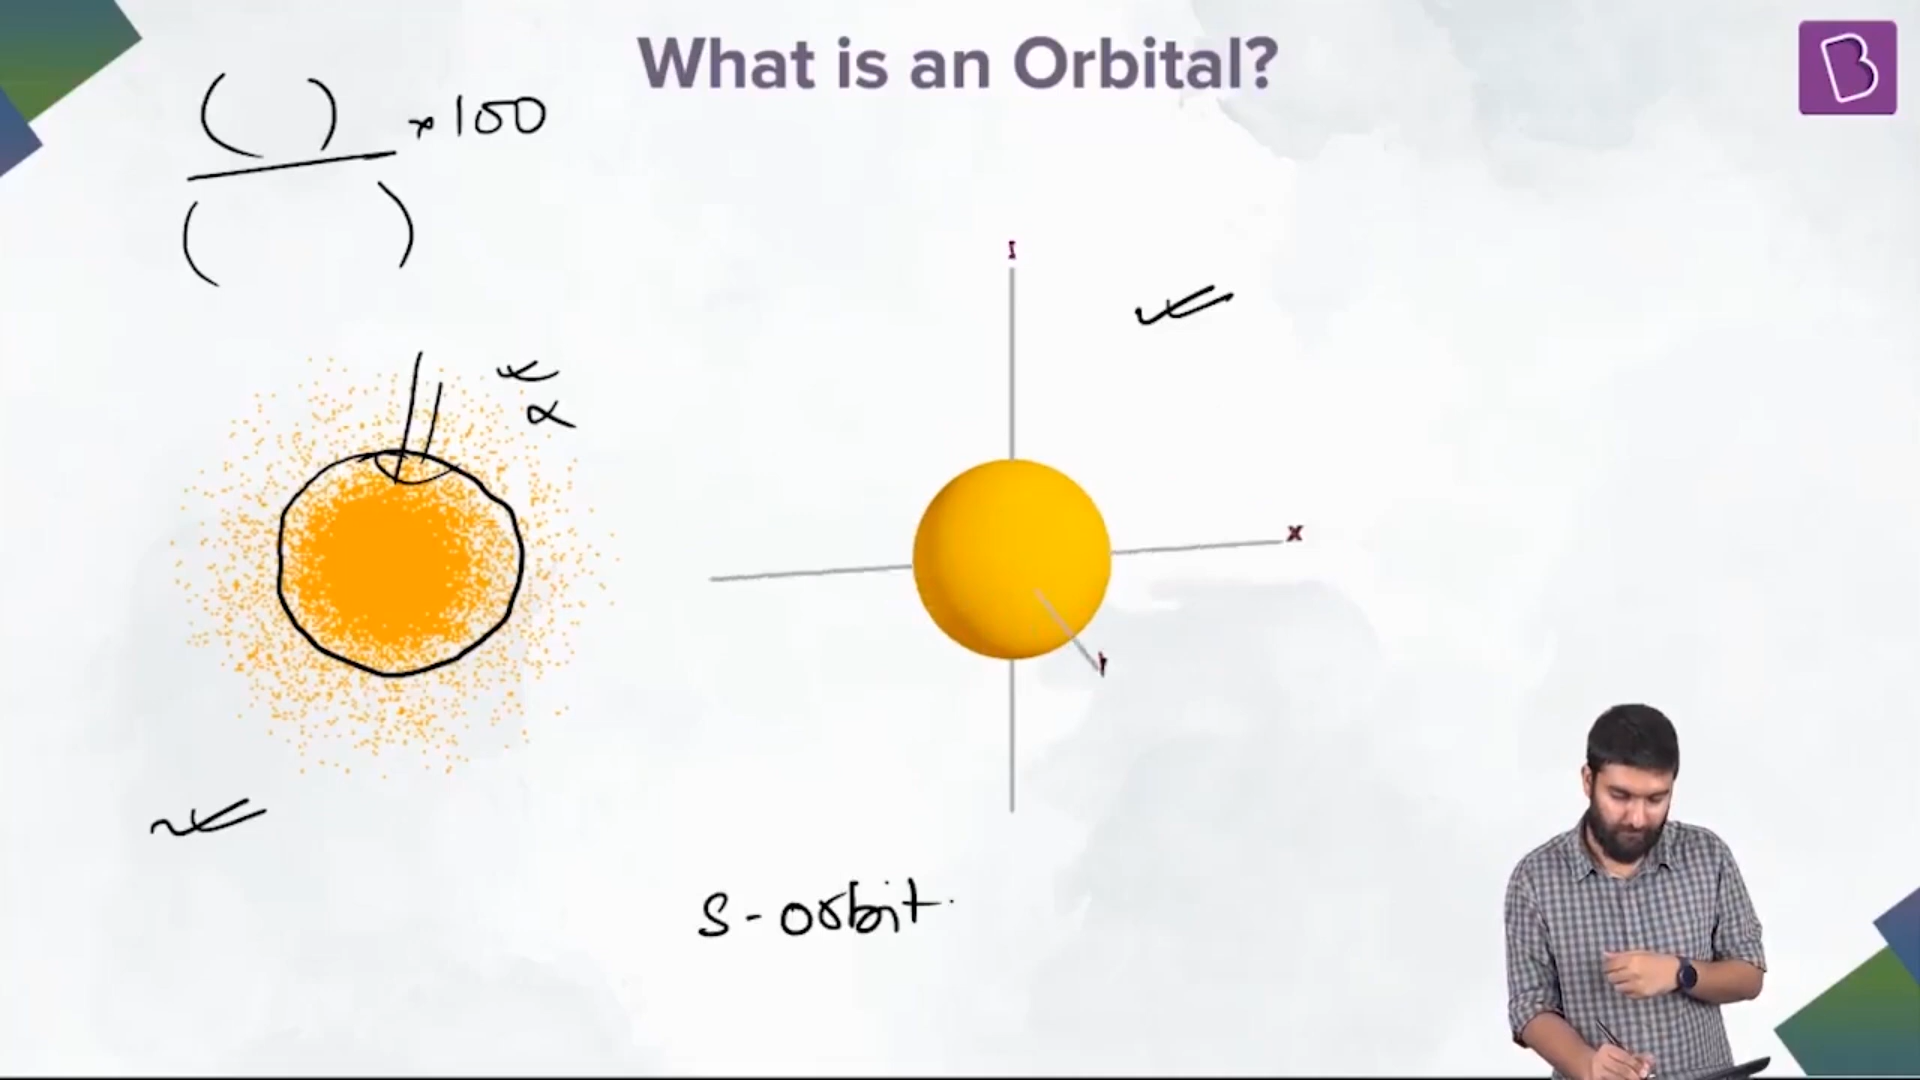 What is an Orbital?
B
( ) × 100
( )
z
x
y
s - orbit